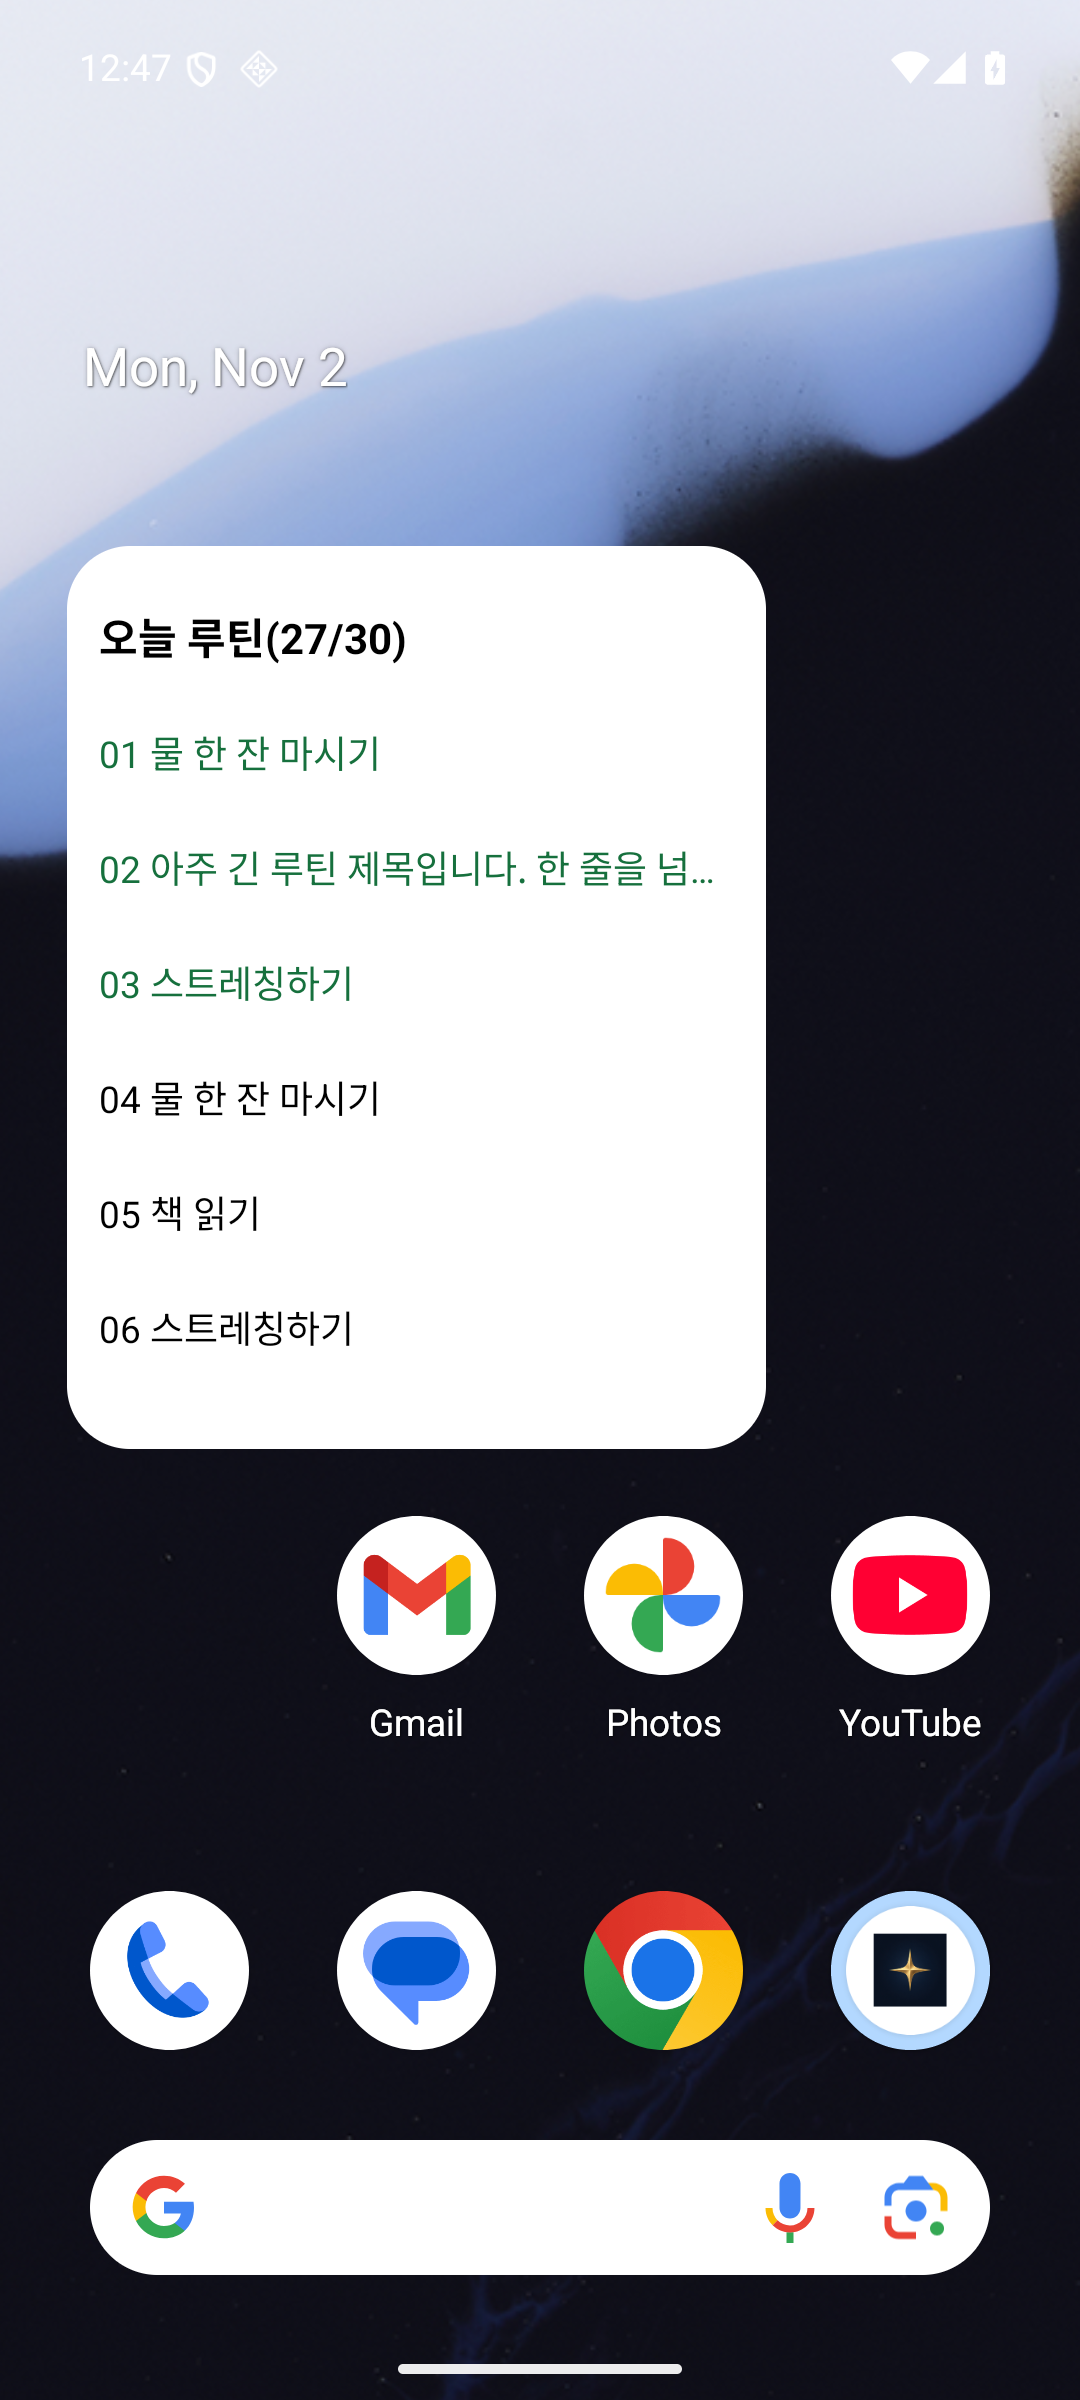 12:47
Mon, Nov 2
오늘 루틴(27/30)
01 물 한 잔 마시기
02 아주 긴 루틴 제목입니다. 한 줄을 넘...
03 스트레칭하기
04 물 한 잔 마시기
05 책 읽기
06 스트레칭하기
Gmail Photos YouTube